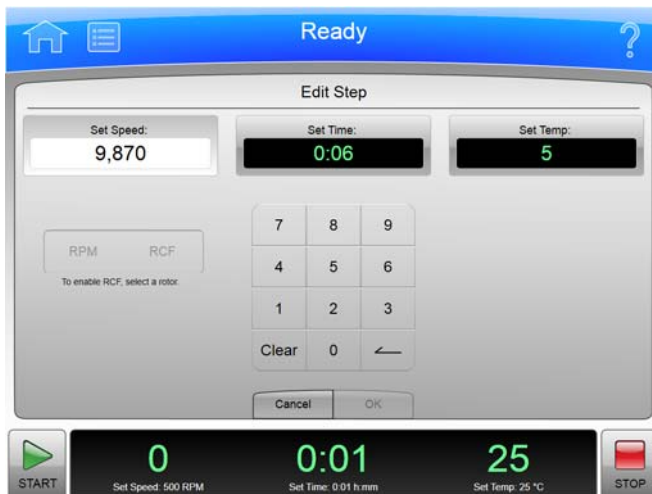 Ready
?
Edit Step
Set Speed: Set Time: Set Temp:
9,870 0:06 5
RPM RCF
To enable RCF, select a rotor.
7 8 9
4 5 6
1 2 3
Clear 0
Cancel OK
0 0:01 25
START Set Speed: 500 RPM Set Time: 0:01 h:mm Set Temp: 25 °C STOP